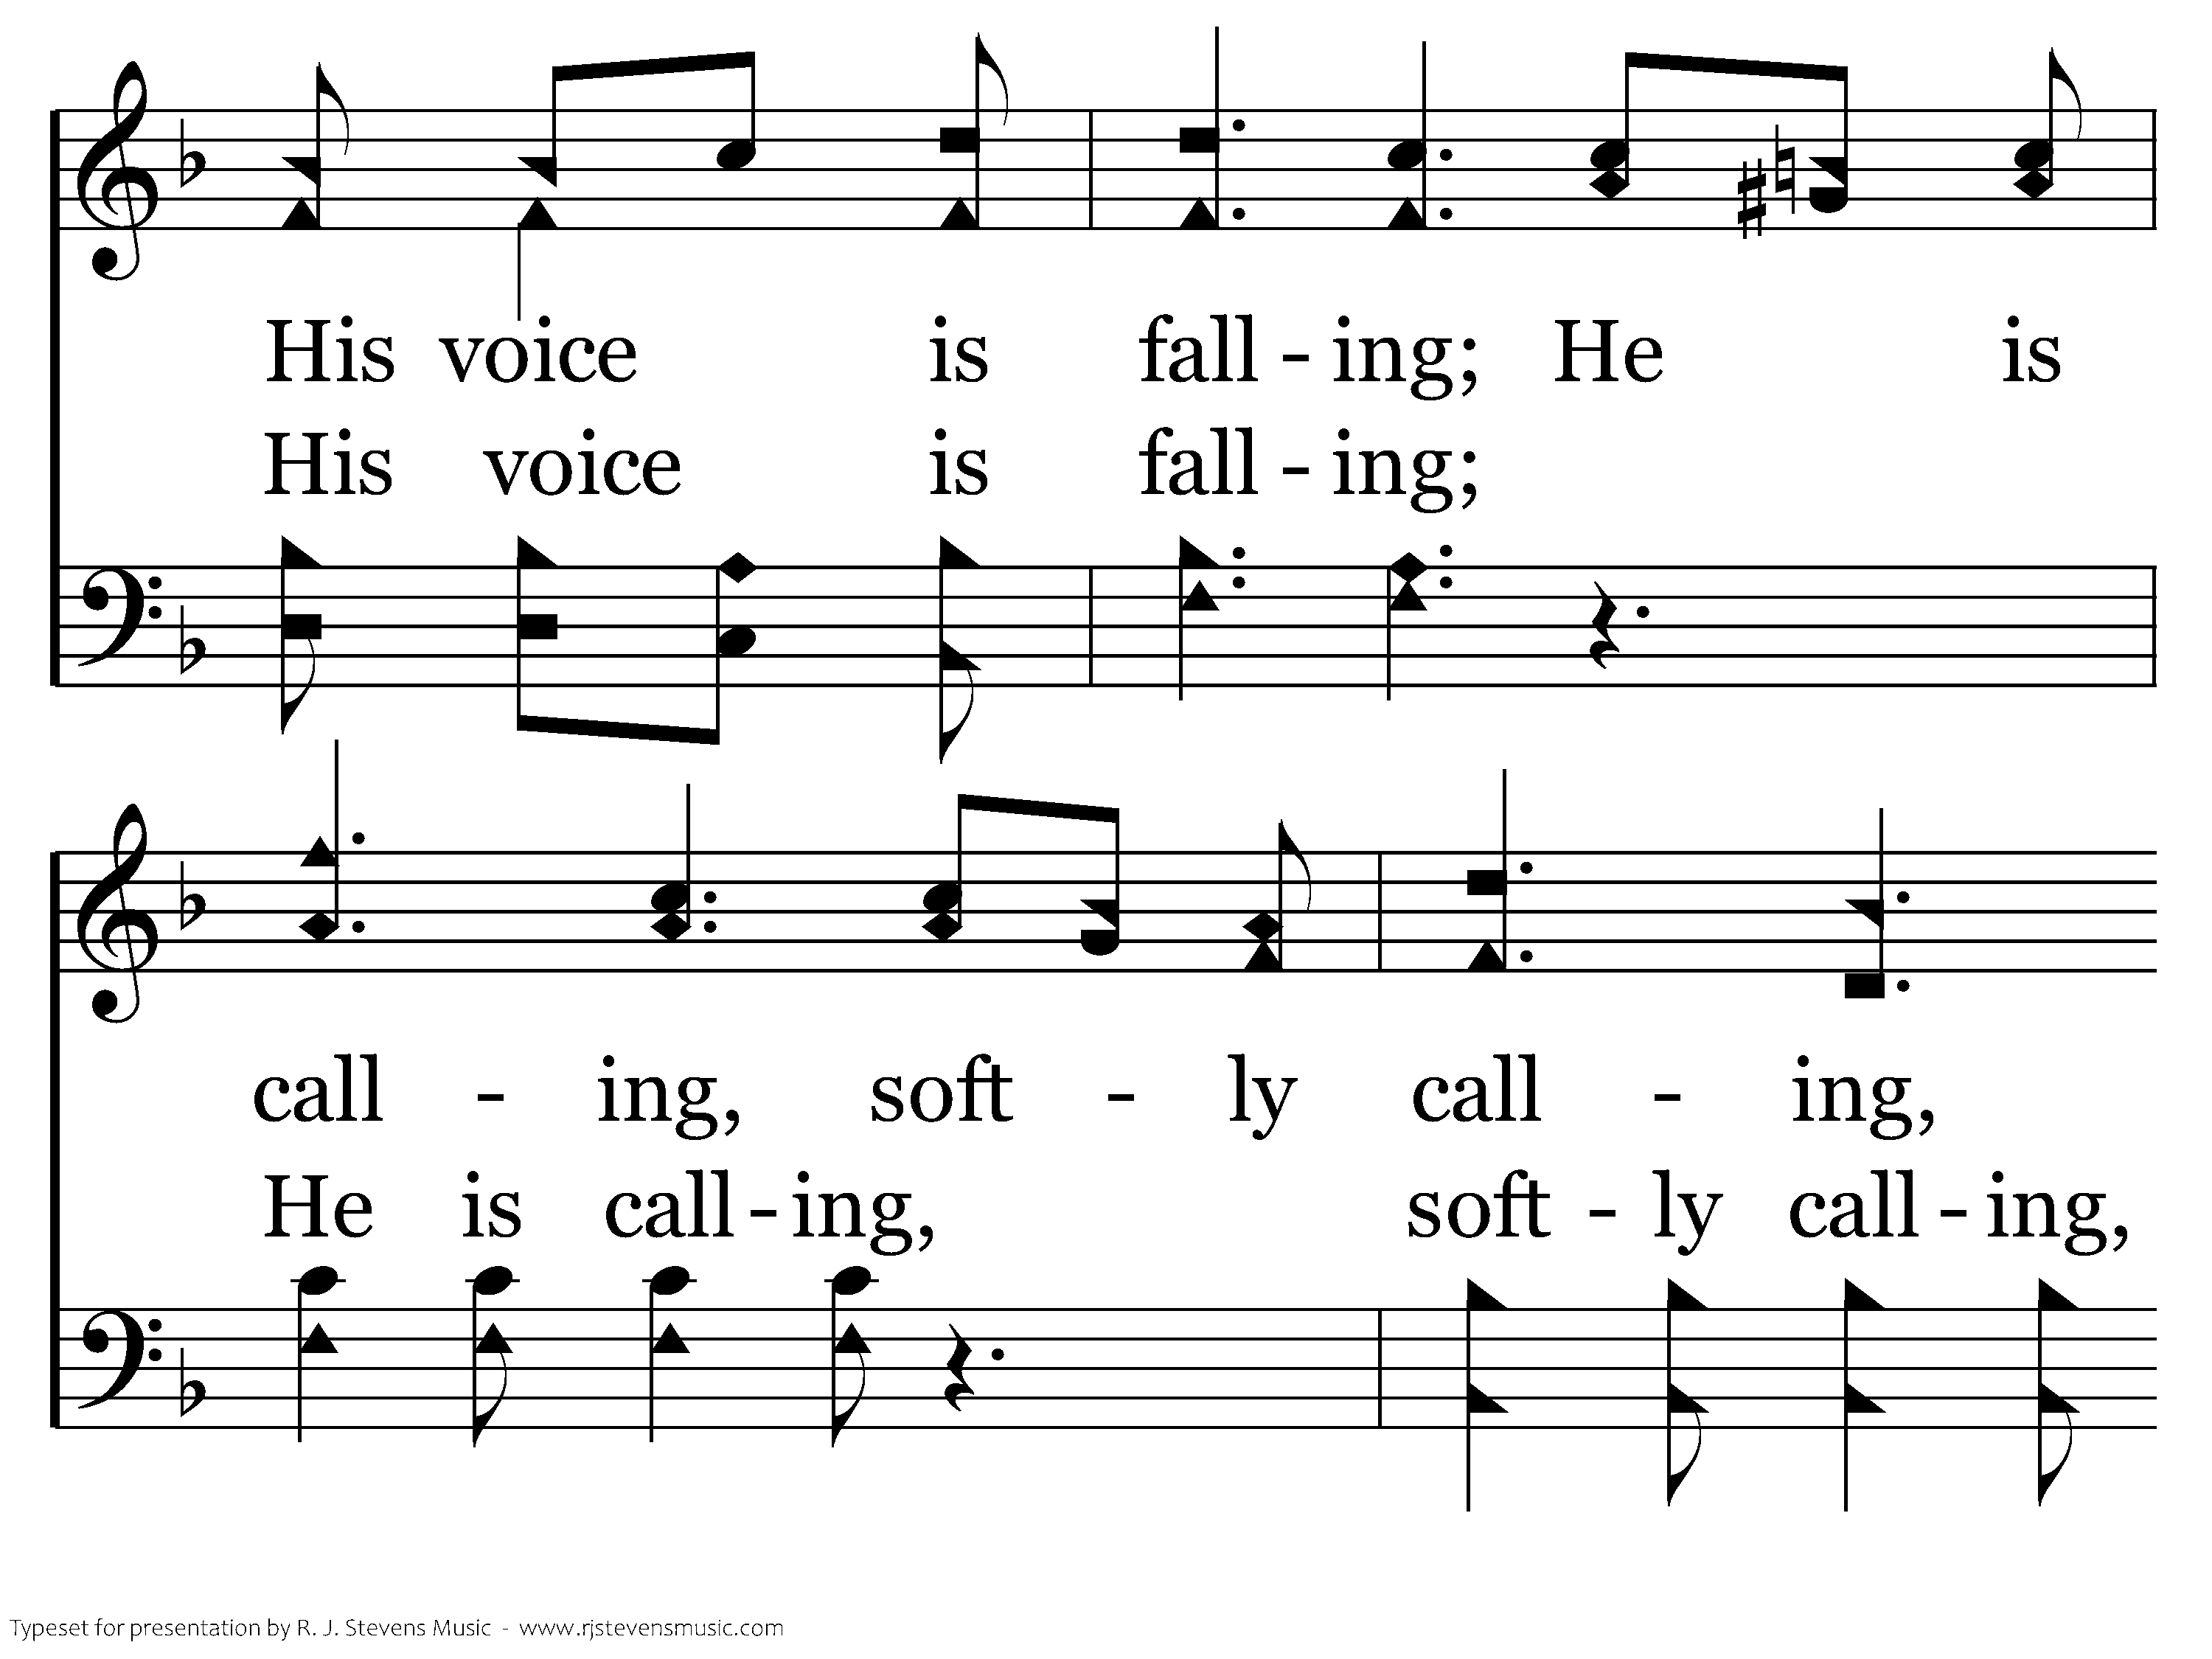 His voice is fall - ing; He is
His voice is fall - ing;
call - ing, soft - ly call - ing,
He is call - ing, soft - ly call - ing,
Typeset for presentation by R. J. Stevens Music - www.rjstevensmusic.com